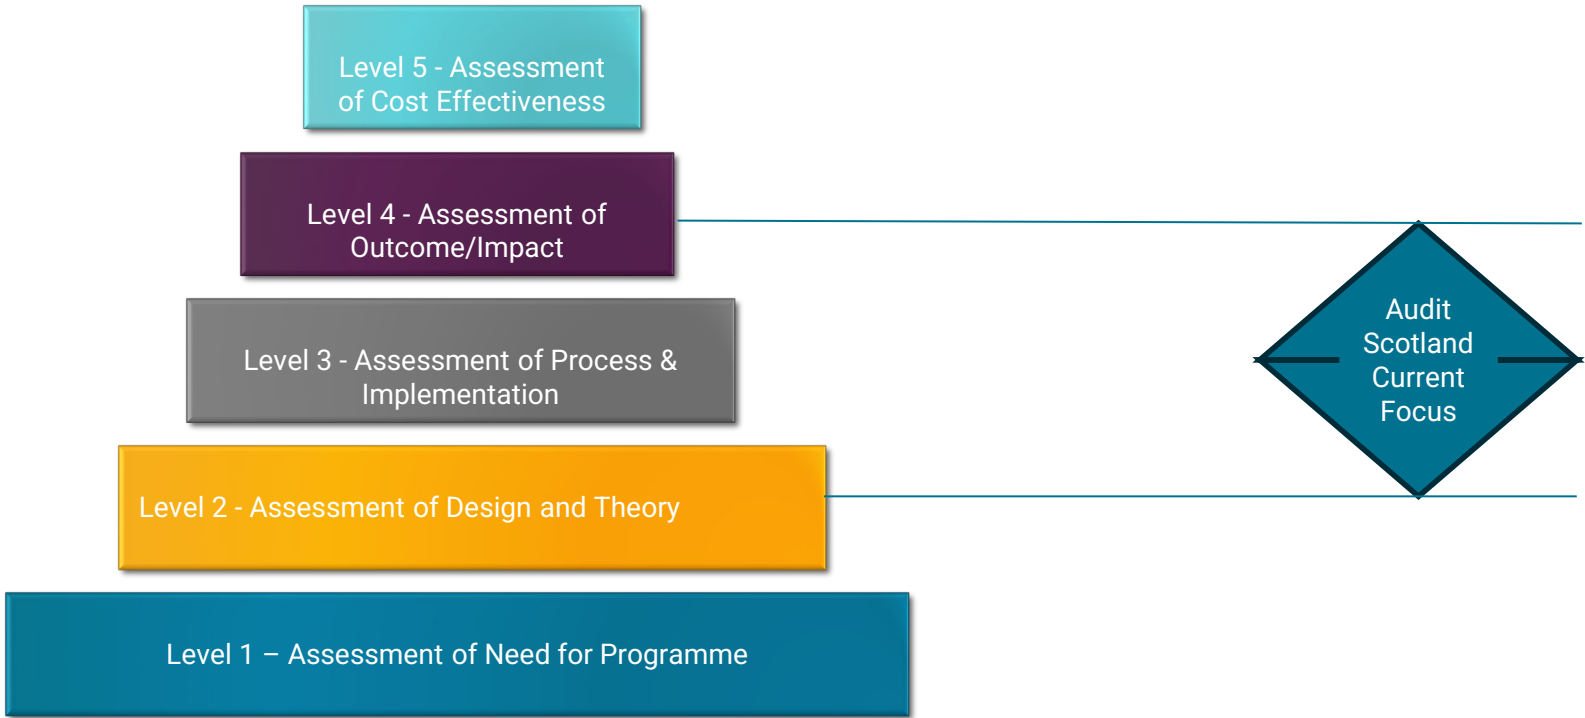 Level 5 - Assessment
of Cost Effectiveness
Level 4 - Assessment of
Outcome/Impact
Level 3 - Assessment of Process &
Implementation
Level 2 - Assessment of Design and Theory
Level 1 – Assessment of Need for Programme
Audit
Scotland
Current
Focus